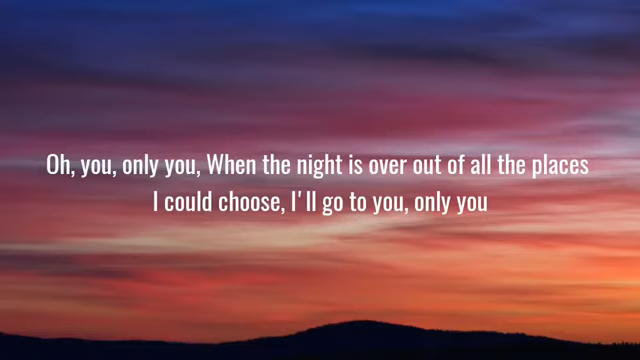 Oh, you, only you, When the night is over out of all the places
I could choose, I'll go to you, only you